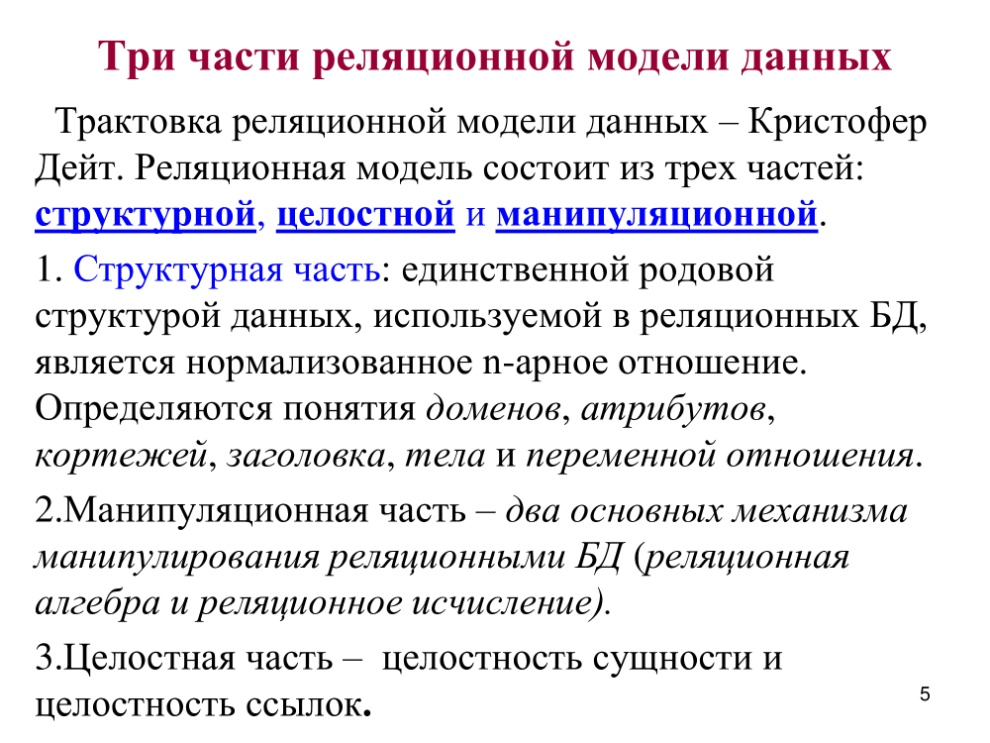 Три части реляционной модели данных
Трактовка реляционной модели данных – Кристофер
Дейт. Реляционная модель состоит из трех частей:
структурной, целостной и манипуляционной.
1. Структурная часть: единственной родовой
структурой данных, используемой в реляционных БД,
является нормализованное n-арное отношение.
Определяются понятия доменов, атрибутов,
кортежей, заголовка, тела и переменной отношения.
2.Манипуляционная часть – два основных механизма
манипулирования реляционными БД (реляционная
алгебра и реляционное исчисление).
3.Целостная часть – целостность сущности и
целостность ссылок.
5